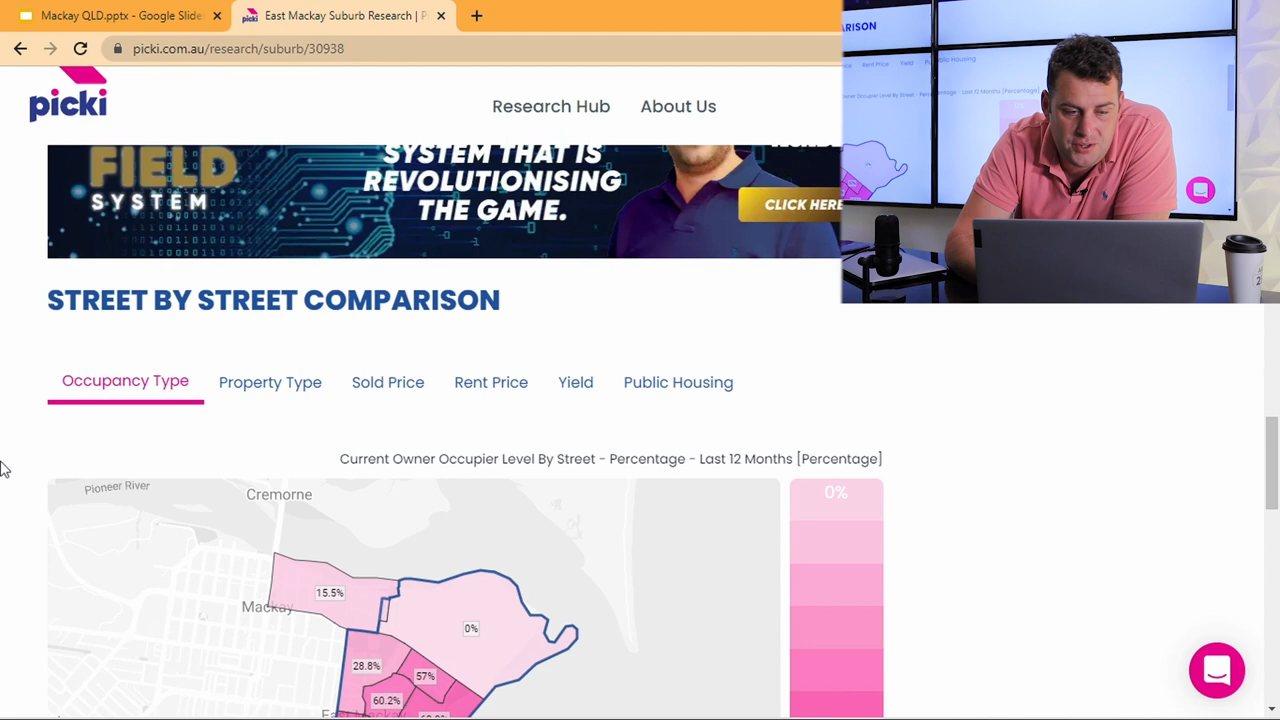 Mackay QLD.pptx - Google Slides
East Mackay Suburb Research | P
picki.com.au/research/suburb/30938
picki
Research Hub
About Us
FIELD
SYSTEM
SYSTEM THAT IS
REVOLUTIONISING
THE GAME.
CLICK HERE
STREET BY STREET COMPARISON
Occupancy Type
Property Type
Sold Price
Rent Price
Yield
Public Housing
Current Owner Occupier Level By Street - Percentage - Last 12 Months [Percentage]
0%
Pioneer River
Cremorne
15.5%
Mackay
0%
28.8%
57%
60.2%